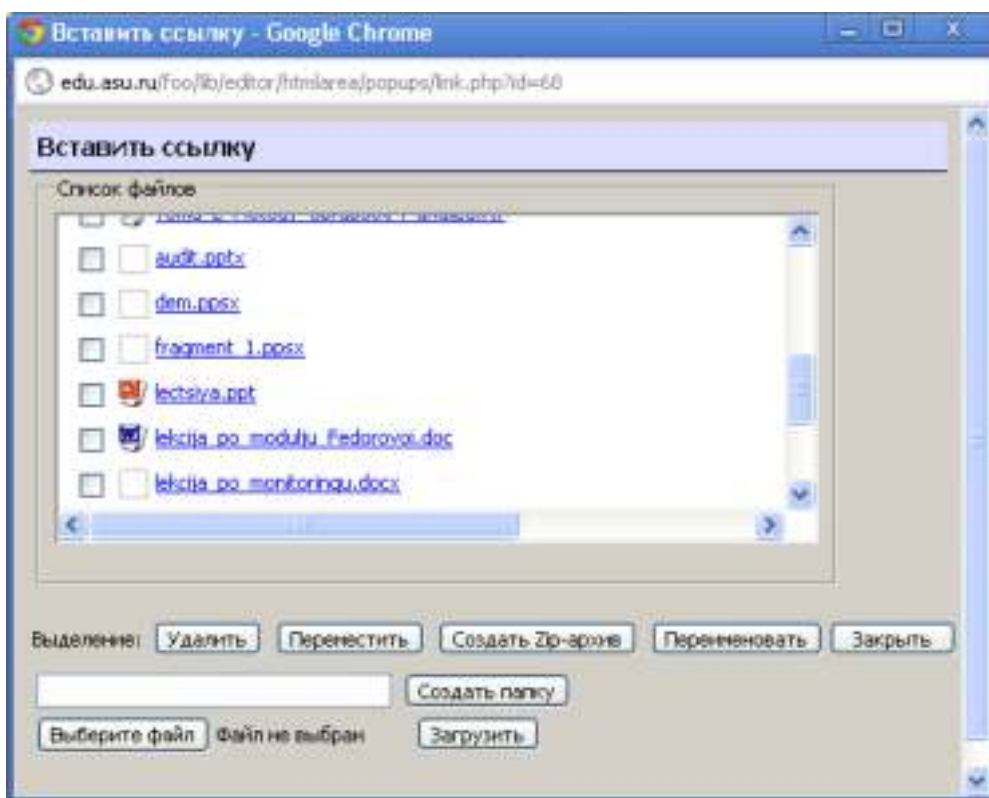 Вставить ссылку - Google Chrome
edu.asu.ru/foo/lib/editor/htmlarea/popups/link.php?id=60
Вставить ссылку
Список файлов
audit.pptx
dem.ppsx
fragment_1.ppsx
lectsiya.ppt
lekcija_po_modulju_Fedorovoi.doc
lekcija_po_monitoringu.docx
Выделение: Удалить Переместить Создать Zip-архив Переименовать Закрыть
Создать папку
Выберите файл Файл не выбран Загрузить